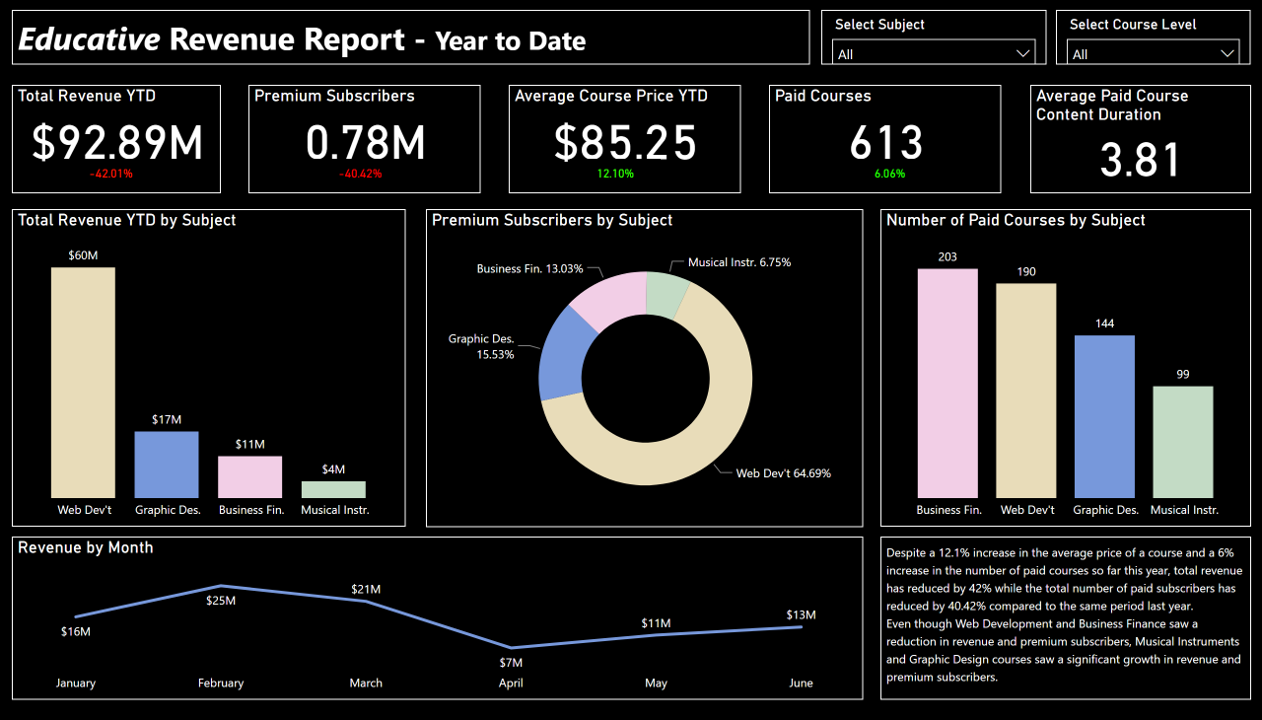 Educative Revenue Report - Year to Date
Select Subject
All
Select Course Level
All
Total Revenue YTD
$92.89M
-42.01%
Premium Subscribers
0.78M
-40.42%
Average Course Price YTD
$85.25
12.10%
Paid Courses
613
6.06%
Average Paid Course
Content Duration
3.81
Total Revenue YTD by Subject
$60M
$17M
$11M
$4M
Web Dev't
Graphic Des.
Business Fin.
Musical Instr.
Premium Subscribers by Subject
Musical Instr. 6.75%
Business Fin. 13.03%
Graphic Des.
15.53%
Web Dev't 64.69%
Number of Paid Courses by Subject
203
190
144
99
Business Fin.
Web Dev't
Graphic Des.
Musical Instr.
Revenue by Month
$16M
$25M
$21M
$7M
$11M
$13M
January
February
March
April
May
June
Despite a 12.1% increase in the average price of a course and a 6%
increase in the number of paid courses so far this year, total revenue
has reduced by 42% while the total number of paid subscribers has
reduced by 40.42% compared to the same period last year.
Even though Web Development and Business Finance saw a
reduction in revenue and premium subscribers, Musical Instruments
and Graphic Design courses saw a significant growth in revenue and
premium subscribers.